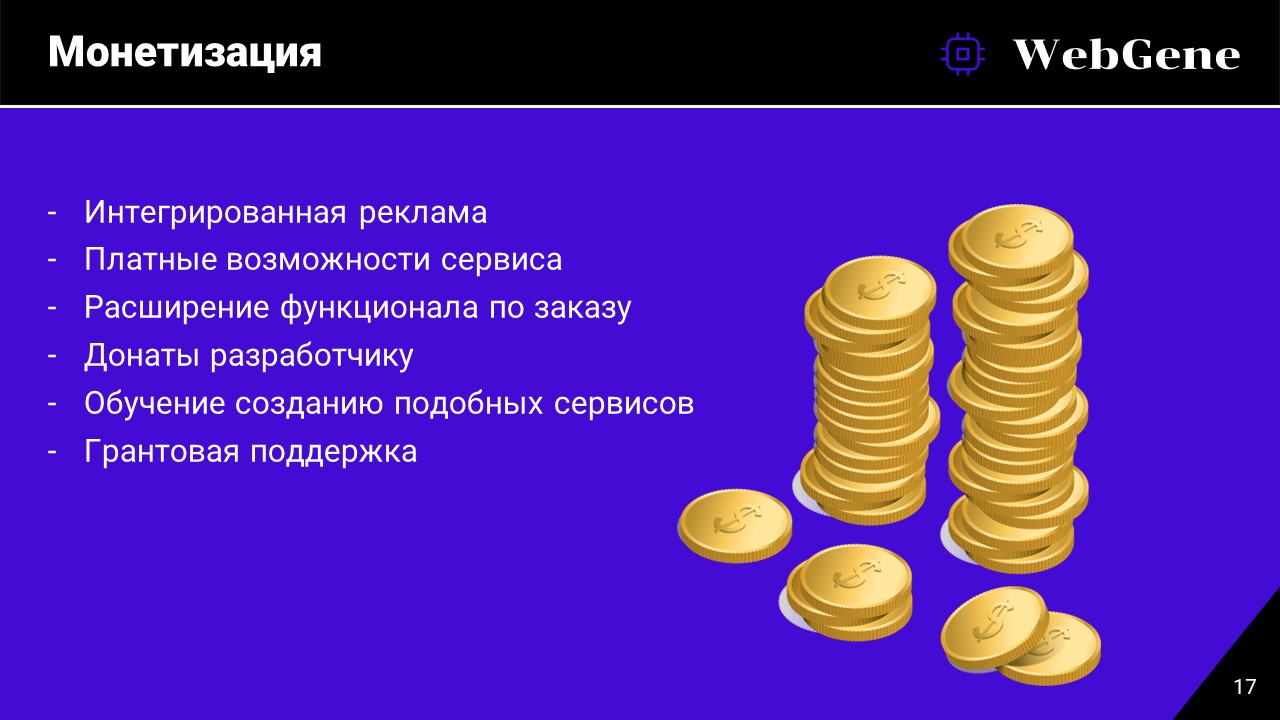 Монетизация
WebGene
- Интегрированная реклама
- Платные возможности сервиса
- Расширение функционала по заказу
- Донаты разработчику
- Обучение созданию подобных сервисов
- Грантовая поддержка
17